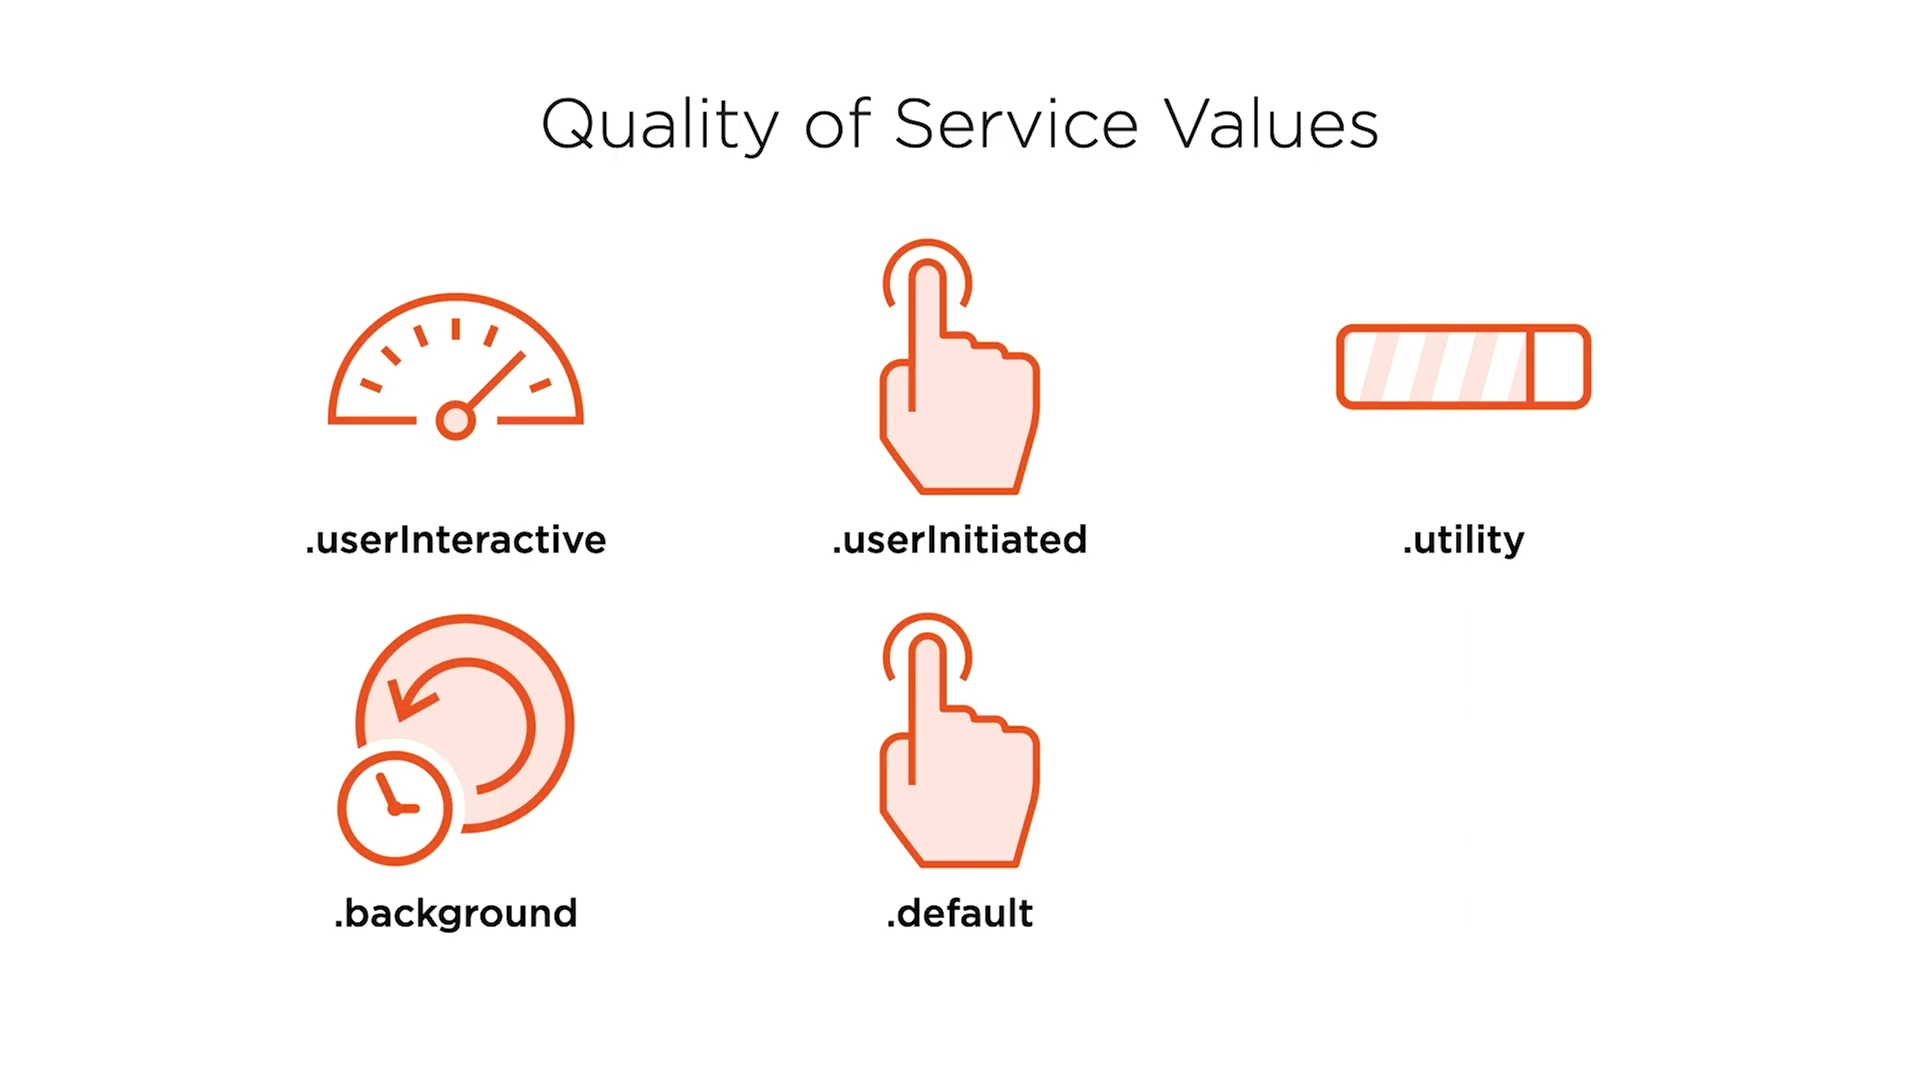 Quality of Service Values
.userInteractive
.userInitiated
.utility
.background
.default